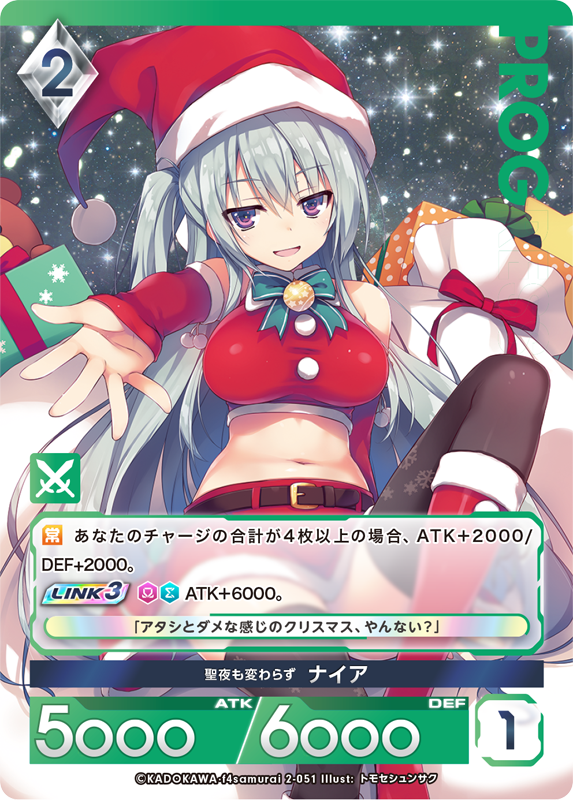 2
PROG
常 あなたのチャージの合計が4枚以上の場合、ATK+2000/
DEF+2000。
LINK3 Ω Σ ATK+6000。
「アタシとダメな感じのクリスマス、やんない？」
聖夜も変わらず ナイア
ATK DEF
5000/6000 1
©KADOKAWA・f4samurai 2-051 Illust: トモセシュンサク